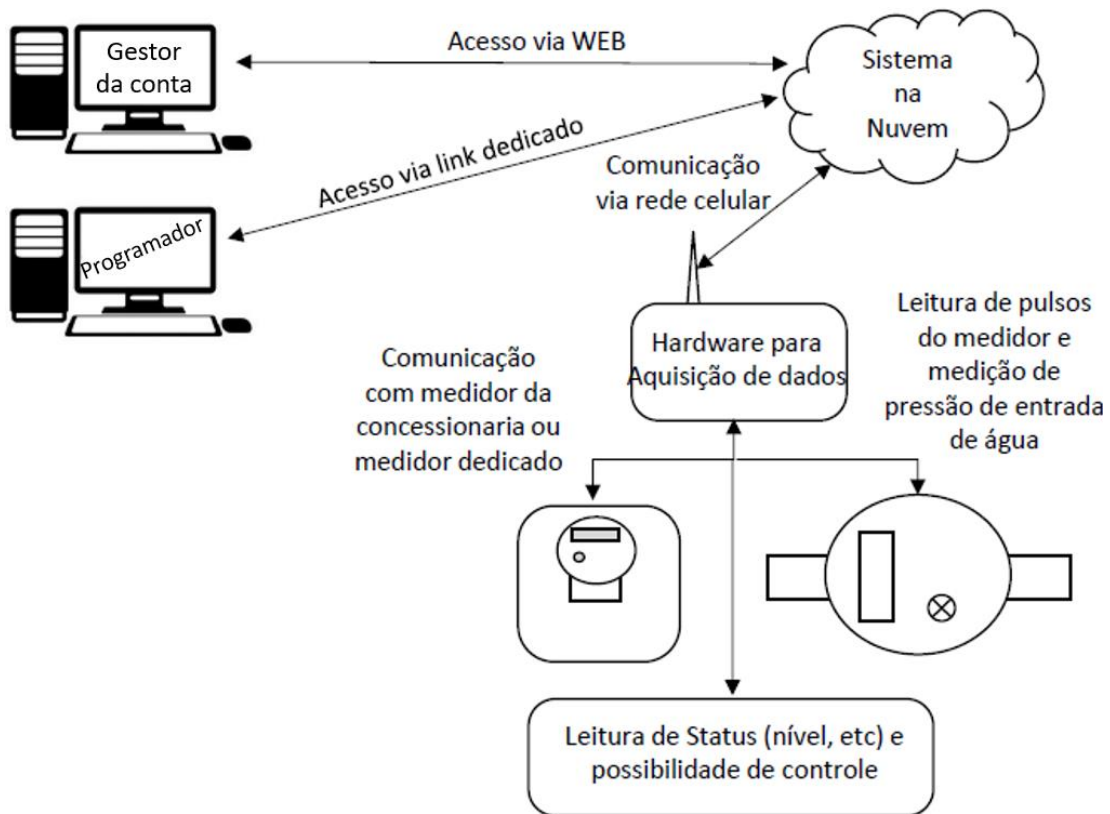 Gestor
da conta
Acesso via WEB
Sistema
na
Nuvem
Acesso via link dedicado
Programador
Comunicação
via rede celular
Hardware para
Aquisição de dados
Leitura de pulsos
do medidor e
medição de
pressão de entrada
de água
Comunicação
com medidor da
concessionaria ou
medidor dedicado
Leitura de Status (nível, etc) e
possibilidade de controle